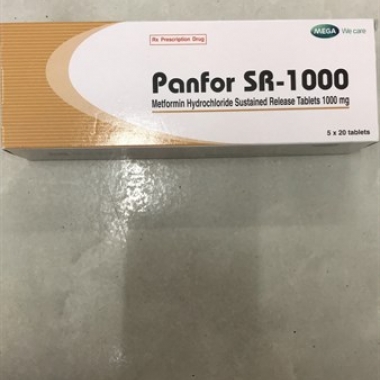 Rx Prescription Drug
MEGA We care
Panfor SR-1000
Metformin Hydrochloride Sustained Release Tablets 1000 mg
5 x 20 tablets